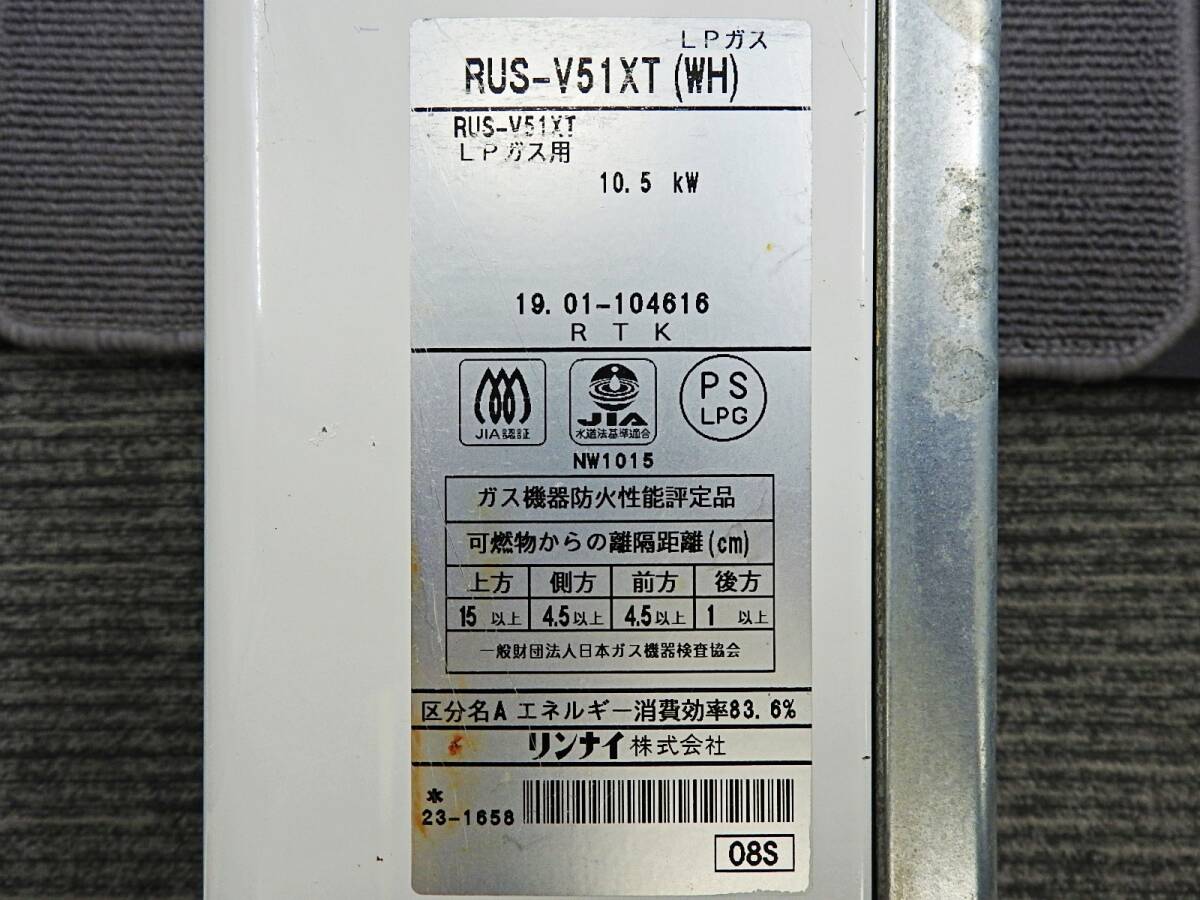 LPガス
RUS-V51XT(WH)
RUS-V51XT
LPガス用
10.5 kW
19.01-104616
RTK
JIA認証
JIA
水道法基準適合
PS
LPG
NW1015
ガス機器防火性能評定品
可燃物からの離隔距離(cm)
上方 側方 前方 後方
15 以上 4.5以上 4.5以上 1 以上
一般財団法人日本ガス機器検査協会
区分名A エネルギー消費効率83.6%
リンナイ株式会社
水
23-1658
08S